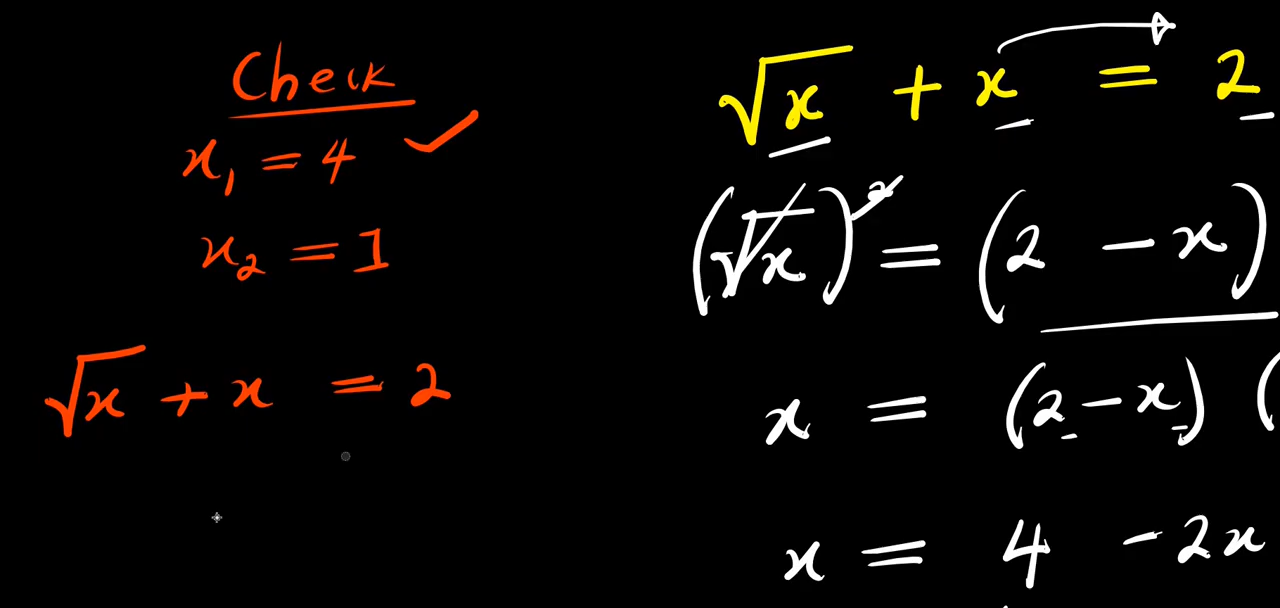 Check
x₁ = 4 ✓
x₂ = 1
√x + x = 2
√x + x = 2
(√x)² = (2 - x)
x = (2 - x) (
x = 4 - 2x